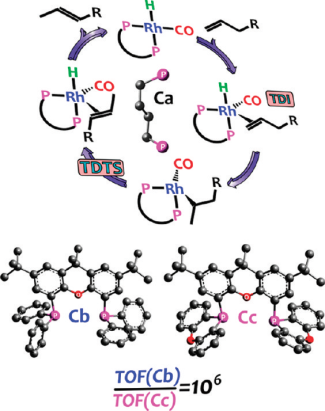 H
R
P Rh CO
R
P
H
CO
P Rh
P
R
P
Ca
P
H
P Rh CO TDI
P
R
TDTS
CO
P Rh
R
P
P Cb P
O
P Cc P
O
O O
TOF(Cb)
TOF(Cc) =10⁶